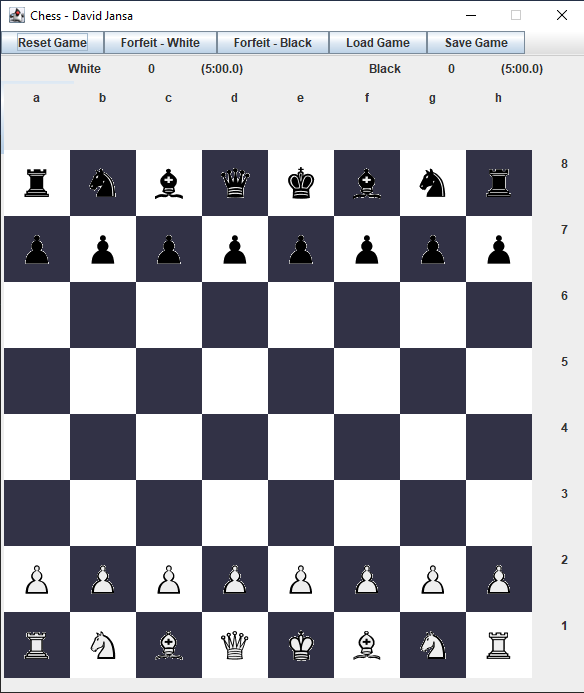 Chess - David Jansa
Reset Game Forfeit - White Forfeit - Black Load Game Save Game
White 0 (5:00.0) Black 0 (5:00.0)
a b c d e f g h
8
7
6
5
4
3
2
1